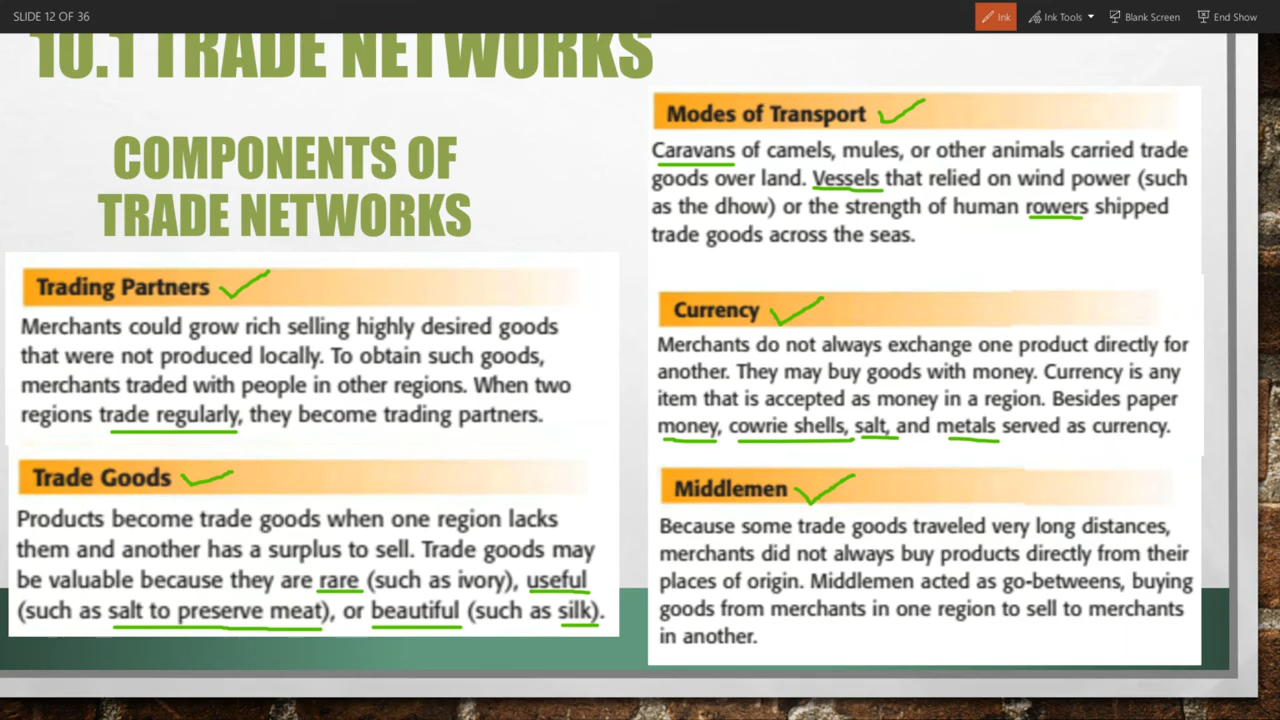 SLIDE 12 OF 36
Ink
Ink Tools
Blank Screen
End Show
10.1 TRADE NETWORKS
COMPONENTS OF
TRADE NETWORKS
Trading Partners
Merchants could grow rich selling highly desired goods
that were not produced locally. To obtain such goods,
merchants traded with people in other regions. When two
regions trade regularly, they become trading partners.
Trade Goods
Products become trade goods when one region lacks
them and another has a surplus to sell. Trade goods may
be valuable because they are rare (such as ivory), useful
(such as salt to preserve meat), or beautiful (such as silk).
Modes of Transport
Caravans of camels, mules, or other animals carried trade
goods over land. Vessels that relied on wind power (such
as the dhow) or the strength of human rowers shipped
trade goods across the seas.
Currency
Merchants do not always exchange one product directly for
another. They may buy goods with money. Currency is any
item that is accepted as money in a region. Besides paper
money, cowrie shells, salt, and metals served as currency.
Middlemen
Because some trade goods traveled very long distances,
merchants did not always buy products directly from their
places of origin. Middlemen acted as go-betweens, buying
goods from merchants in one region to sell to merchants
in another.